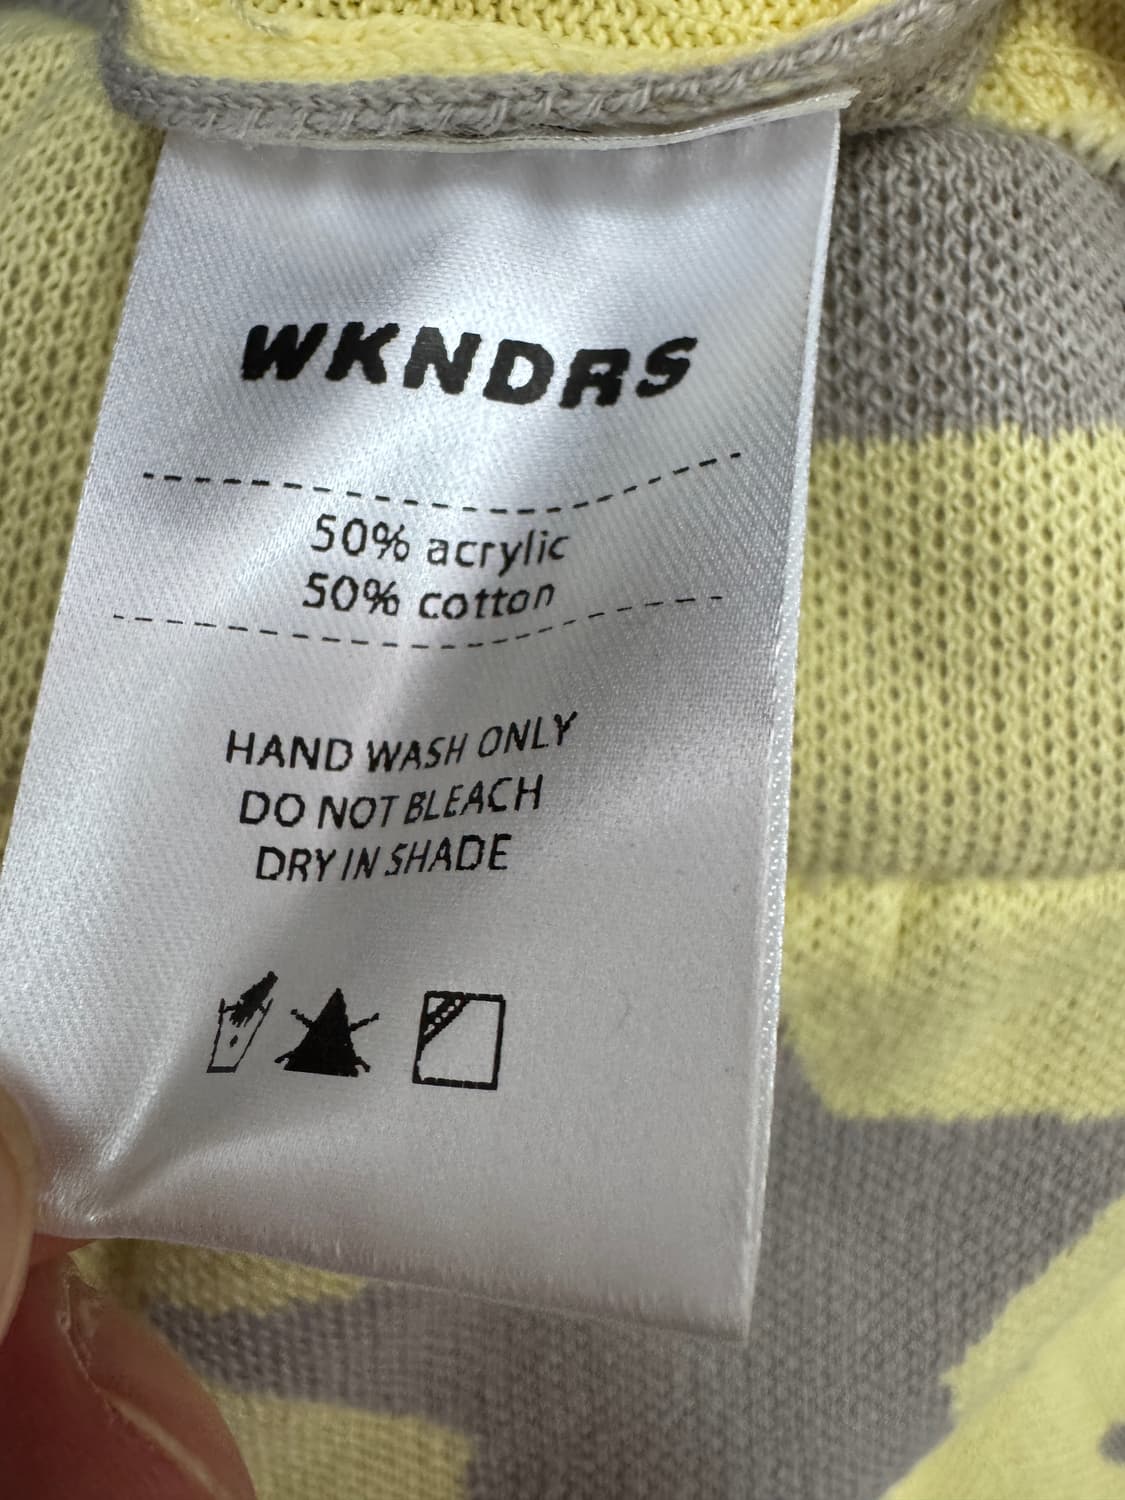 WKNDRS
50% acrylic
50% cotton
HAND WASH ONLY
DO NOT BLEACH
DRY IN SHADE